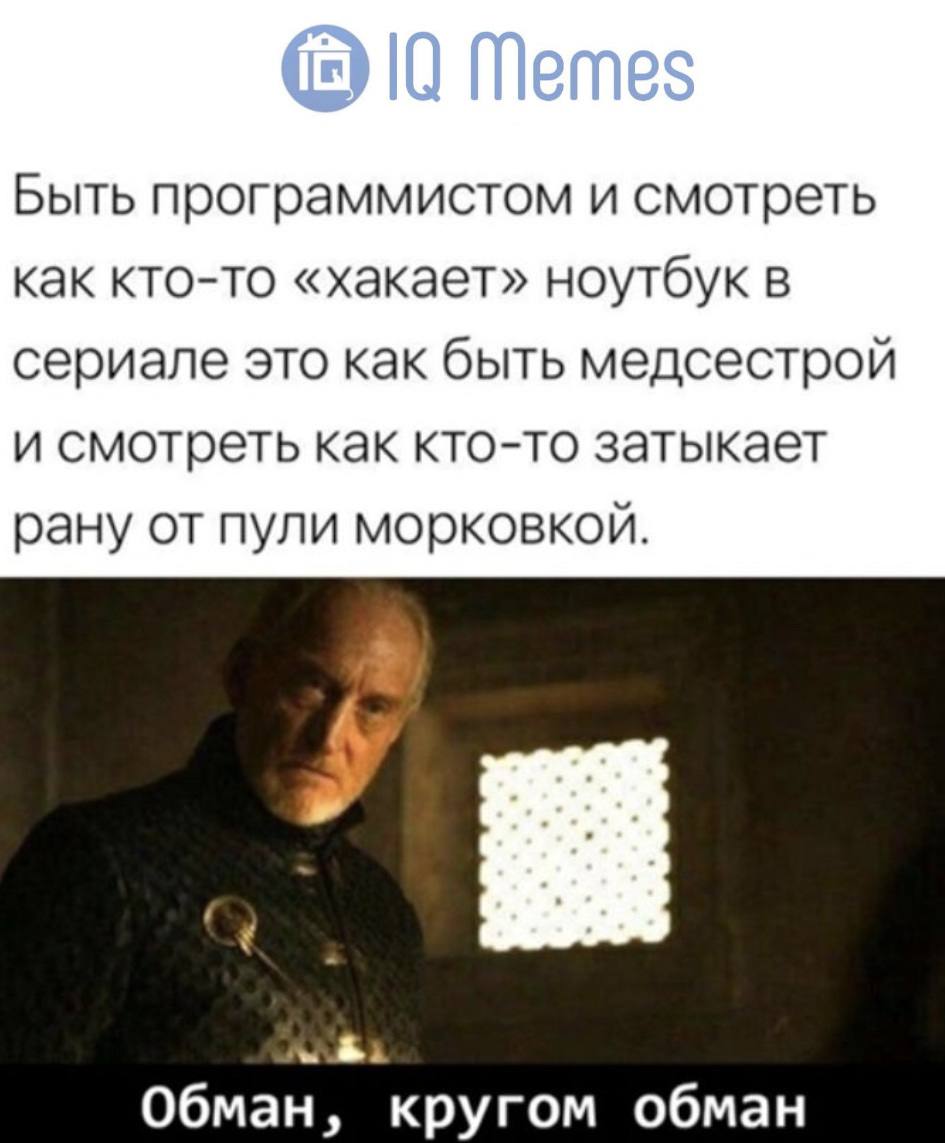 IQ IQ Memes
Быть программистом и смотреть
как кто-то «хакает» ноутбук в
сериале это как быть медсестрой
и смотреть как кто-то затыкает
рану от пули морковкой.
Обман, кругом обман